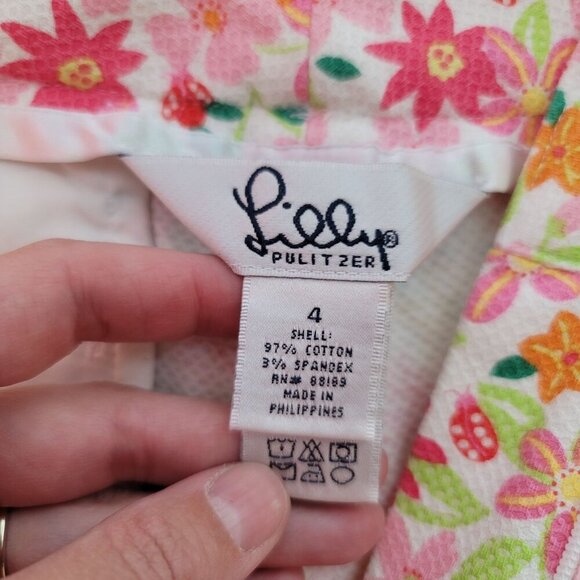 Lilly®
PULITZER
4
SHELL:
97% COTTON
3% SPANDEX
RN# 88189
MADE IN
PHILIPPINES